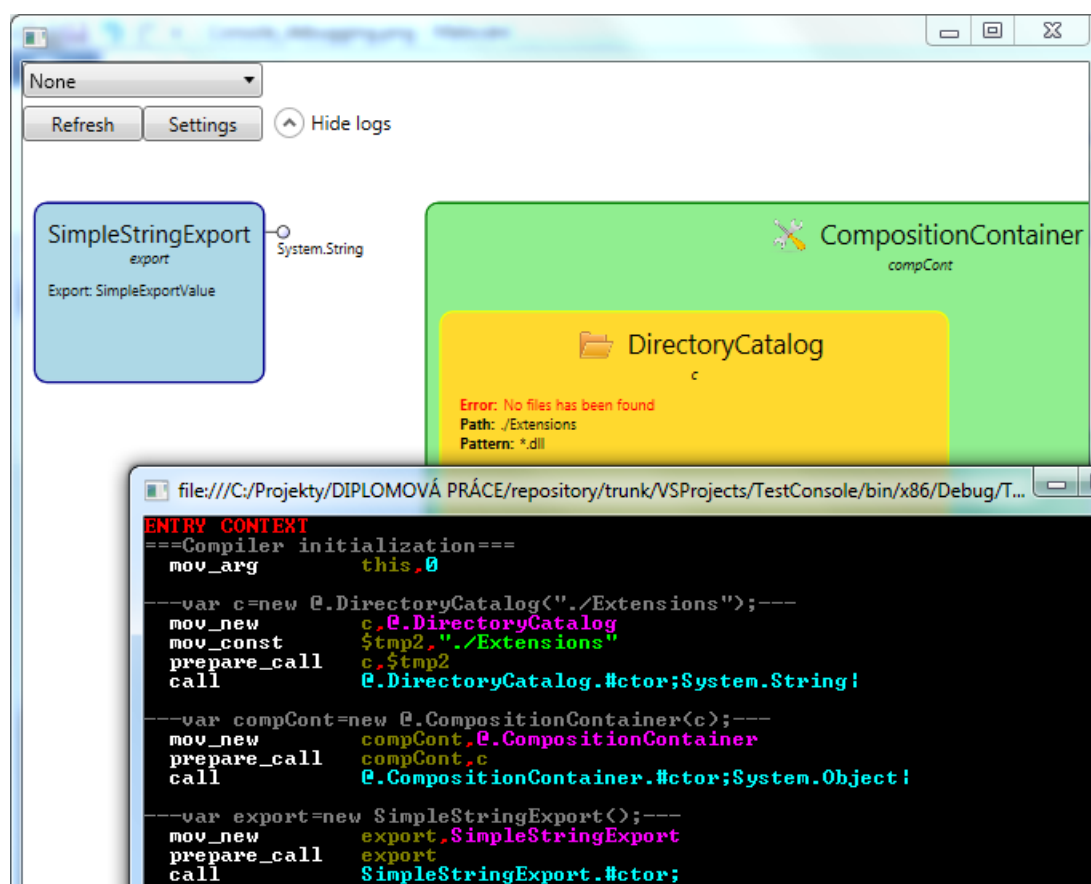 None
Refresh Settings Hide logs
SimpleStringExport
export
Export: SimpleExportValue
System.String
CompositionContainer
compCont
DirectoryCatalog
c
Error: No files has been found
Path: ./Extensions
Pattern: *.dll
file:///C:/Projekty/DIPLOMOVÁ PRÁCE/repository/trunk/VSProjects/TestConsole/bin/x86/Debug/T...
ENTRY CONTEXT
===Compiler initialization===
mov_arg this,0
---var c=new @.DirectoryCatalog("./Extensions");---
mov_new c,@.DirectoryCatalog
mov_const $tmp2,"./Extensions"
prepare_call c,$tmp2
call @.DirectoryCatalog.#ctor;System.String¦
---var compCont=new @.CompositionContainer(c);---
mov_new compCont,@.CompositionContainer
prepare_call compCont,c
call @.CompositionContainer.#ctor;System.Object¦
---var export=new SimpleStringExport();---
mov_new export,SimpleStringExport
prepare_call export
call SimpleStringExport.#ctor;